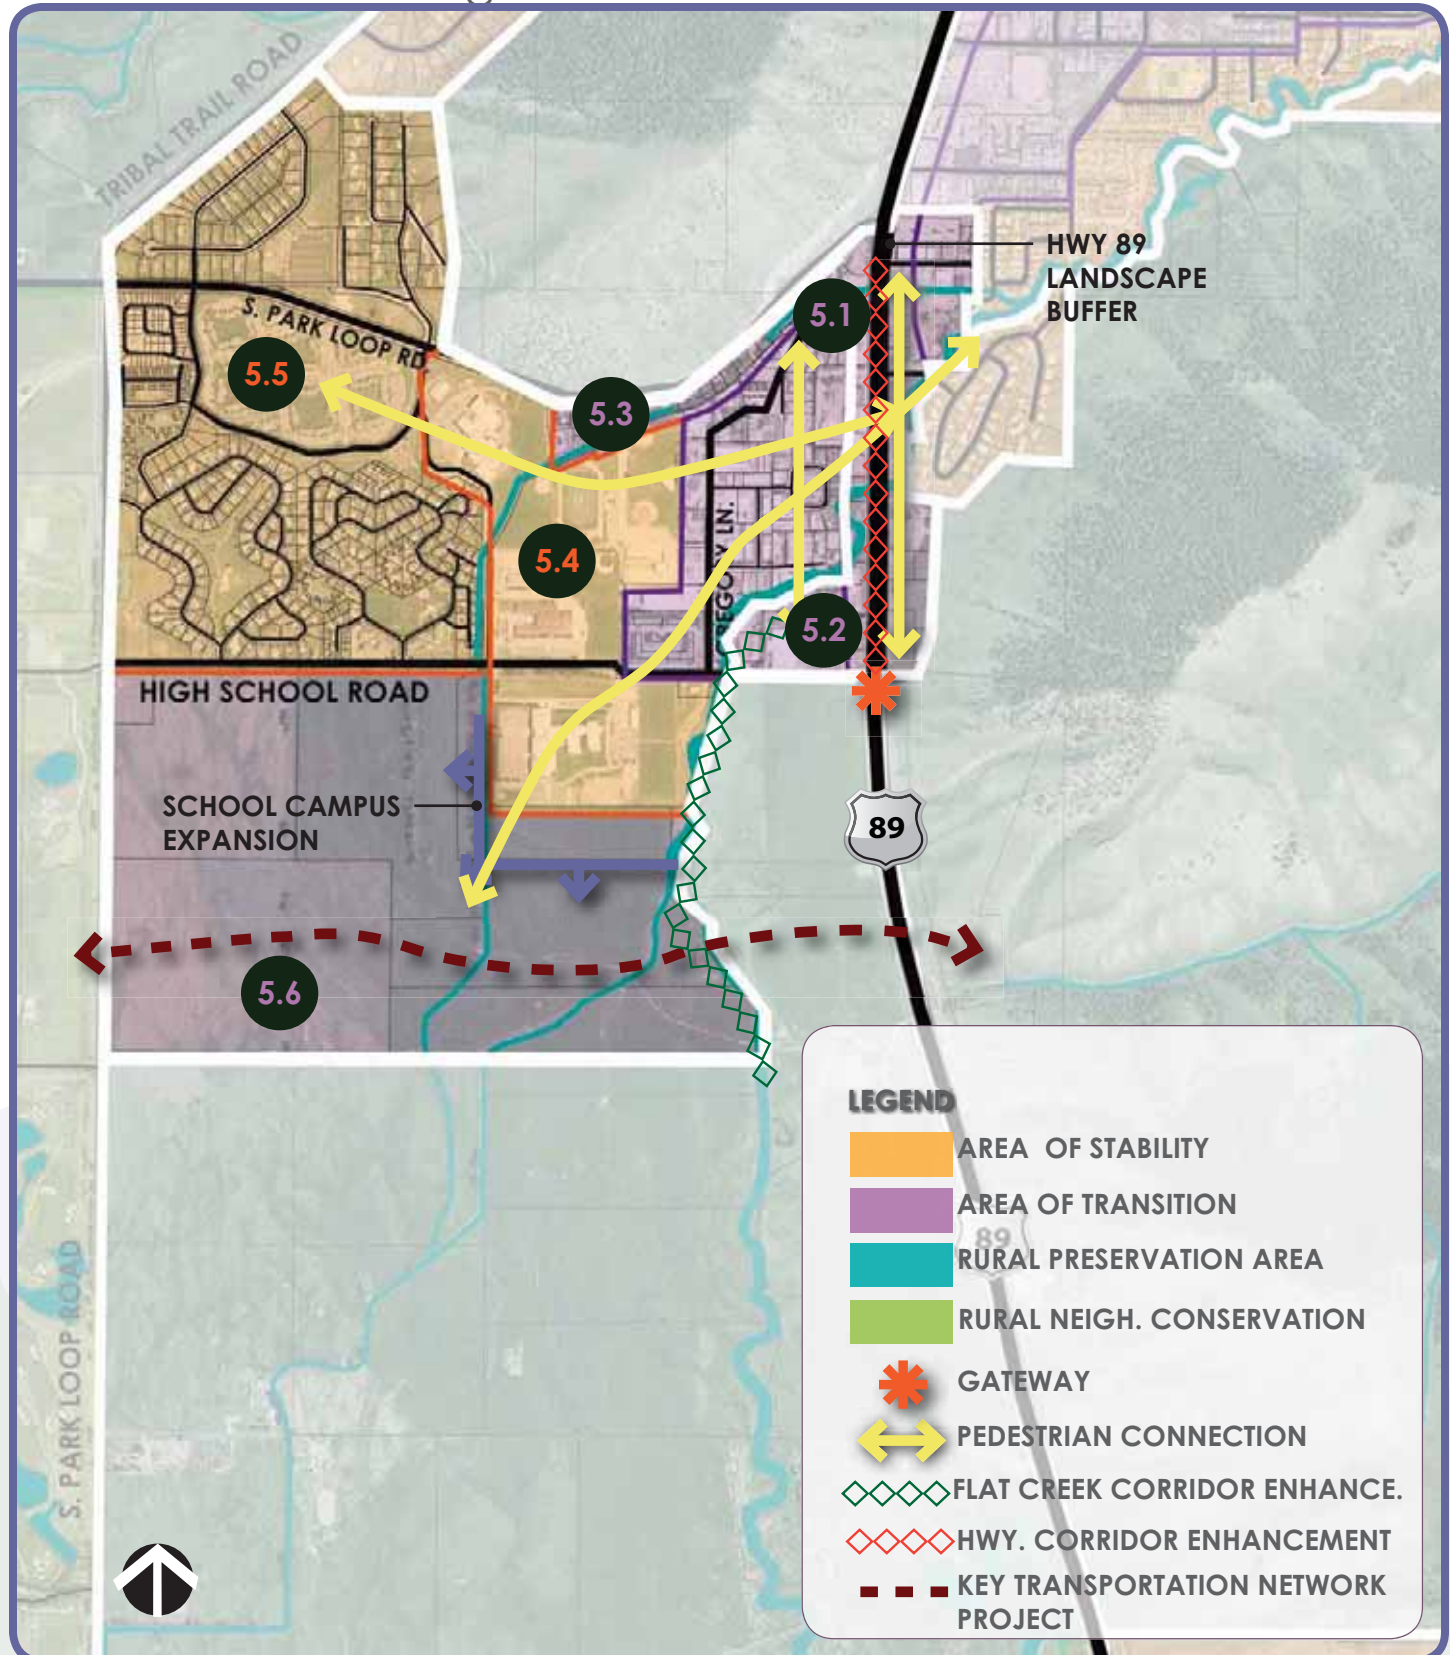 TRIBAL TRAIL ROAD
HWY 89
LANDSCAPE
BUFFER
5.1
S. PARK LOOP RD.
5.5
5.3
5.4
5.2
HIGH SCHOOL ROAD
SCHOOL CAMPUS
EXPANSION
89
5.6
LEGEND
AREA OF STABILITY
AREA OF TRANSITION
89
RURAL PRESERVATION AREA
RURAL NEIGH. CONSERVATION
GATEWAY
PEDESTRIAN CONNECTION
FLAT CREEK CORRIDOR ENHANCE.
HWY. CORRIDOR ENHANCEMENT
KEY TRANSPORTATION NETWORK
PROJECT
S. PARK LOOP ROAD